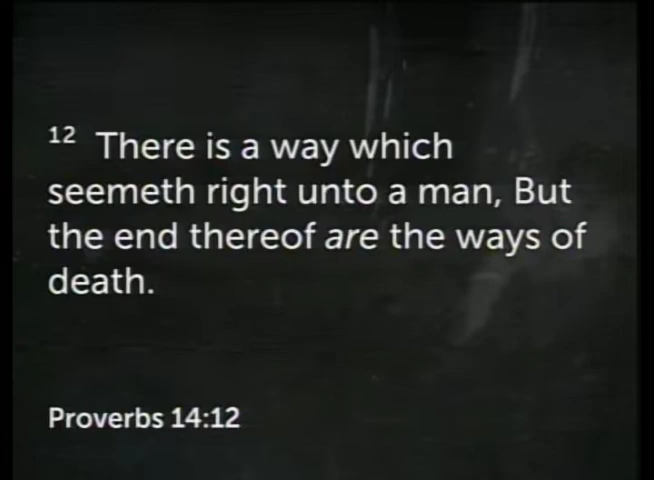 12 There is a way which
seemeth right unto a man, But
the end thereof are the ways of
death.
Proverbs 14:12